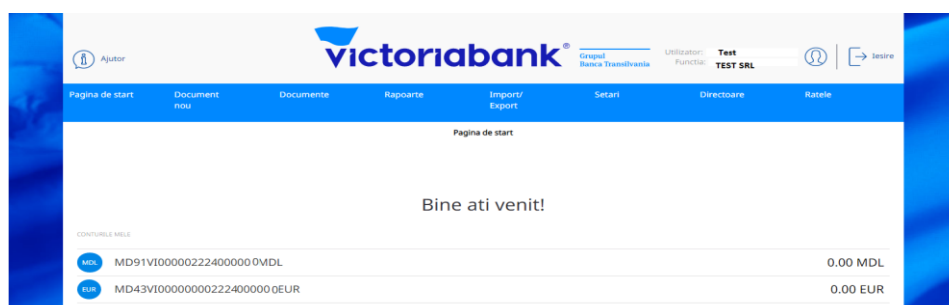 Ajutor
victoriabank®
Grupul
Banca Transilvania
Utilizator: Test
Functia: TEST SRL
Iesire
Pagina de start Document nou Documente Rapoarte Import/ Export Setari Directoare Ratele
Pagina de start
Bine ati venit!
CONTURILE MELE
MDL MD91VI000002224000000MDL 0.00 MDL
EUR MD43VI000000002224000000EUR 0.00 EUR